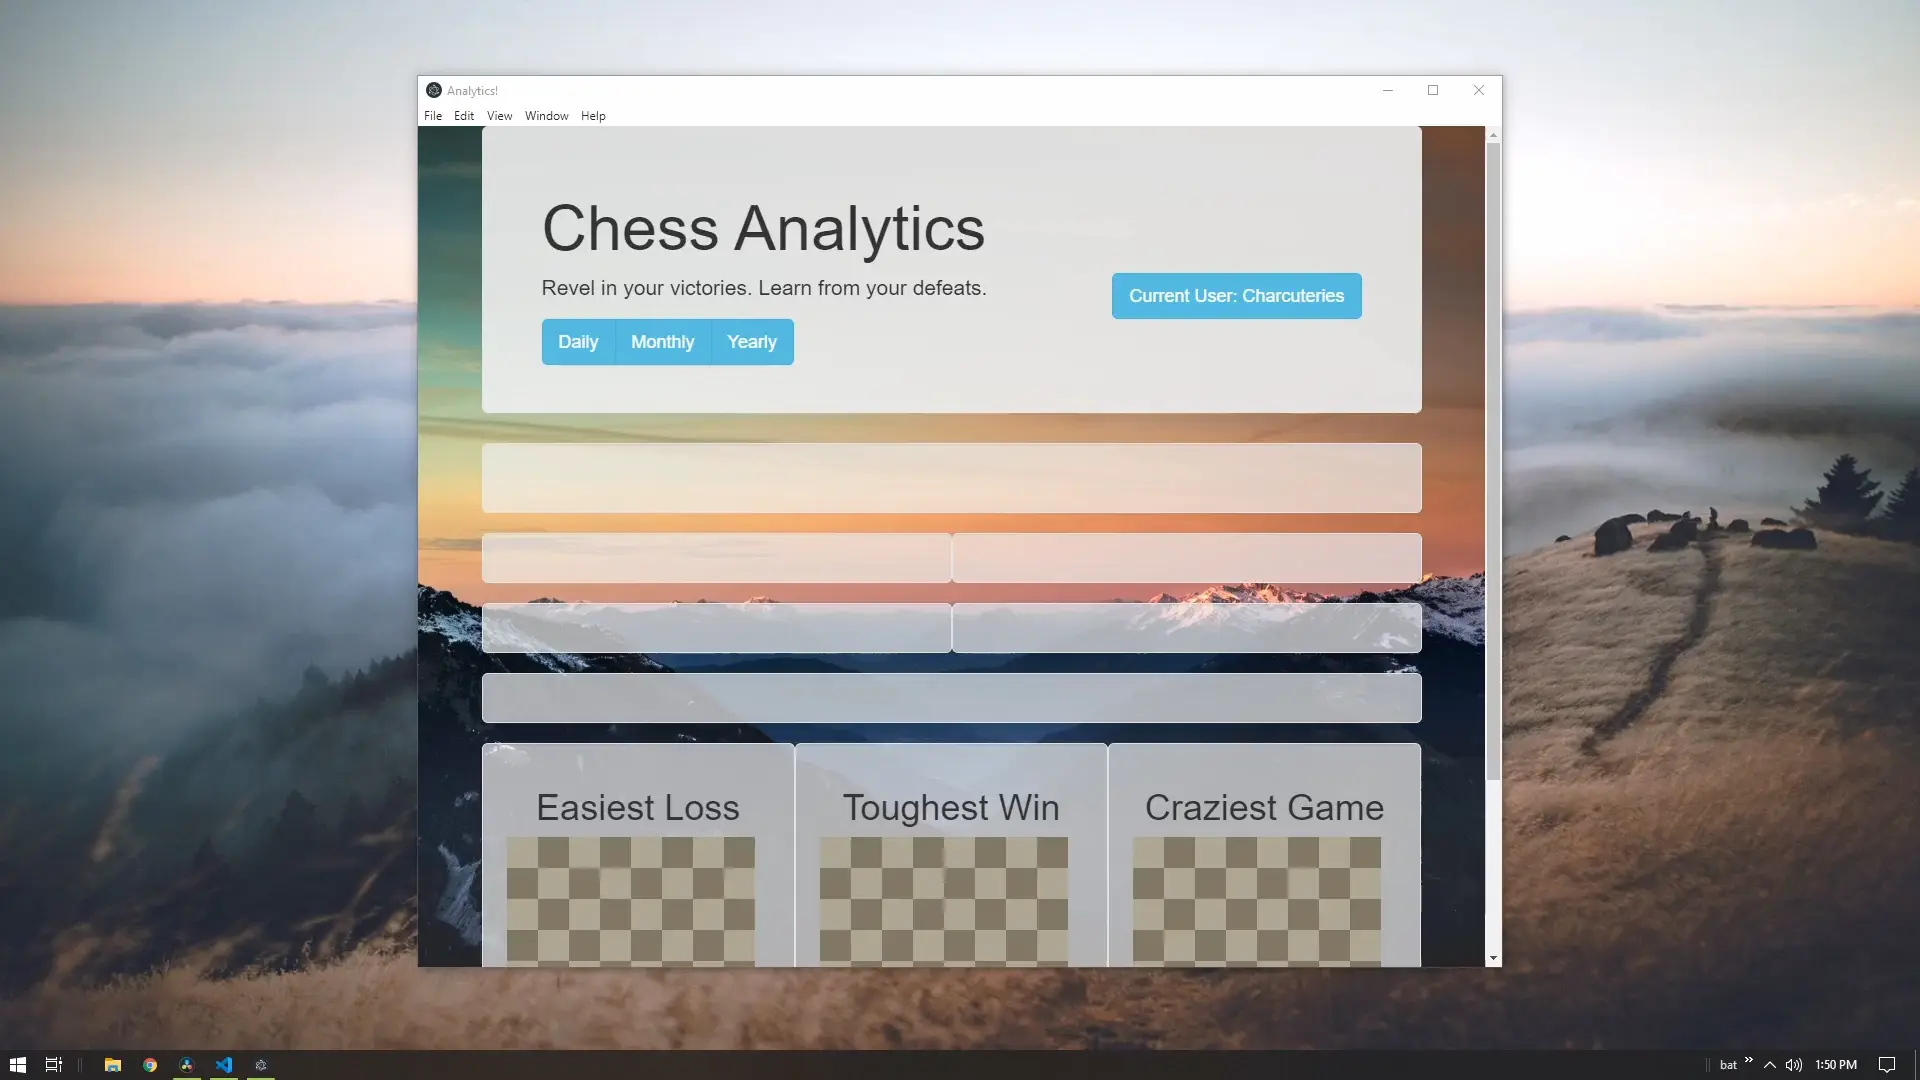 Analytics!
File Edit View Window Help
Chess Analytics
Revel in your victories. Learn from your defeats.
Current User: Charcuteries
Daily Monthly Yearly
Easiest Loss Toughest Win Craziest Game
bat 1:50 PM